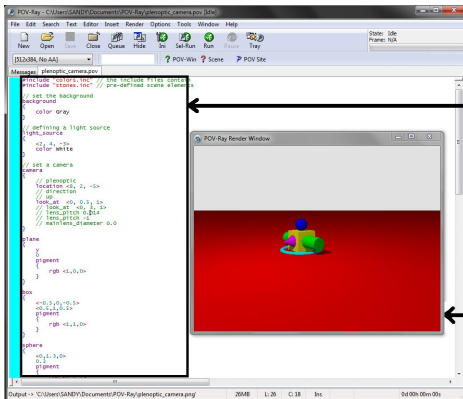 POV-Ray - C:\Users\SANDY\Documents\POV-Ray\plenoptic_camera.pov [Idle]
File Edit Search Text Editor Insert Render Options Tools Window Help
New Open Save Close Queue Hide Ini Sel-Run Run Pause Tray
State: Idle
Frame: N/A
[512x384, No AA]
POV-Win Scene POV Site
Messages plenoptic_camera.pov
#include "colors.inc" // the include files contain
#include "stones.inc" // pre-defined scene elements
// set the background
background
{
color Gray
}
// defining a light source
light_source
{
<2, 4, -3>
color White
}
// set a camera
camera
{
// plenoptic
location <0, 2, -5>
// direction
// up
look_at <0, 0.5, 1>
// look_at <0, 3, 1>
// lens_pitch 0.014
// lens_pitch -1
// mainlens_diameter 0.0
}
plane
{
y
0
pigment
{
rgb <1,0,0>
}
}
box
{
<-0.5,0,-0.5>
<0.5,1,0.5>
pigment
{
rgb <1,1,0>
}
}
sphere
{
<0,1.3,0>
0.3
pigment
{
POV-Ray Render Window
Output -> 'C:\Users\SANDY\Documents\POV-Ray\plenoptic_camera.png'
26MB L: 26 C: 18 Ins 0d 00h 00m 00s